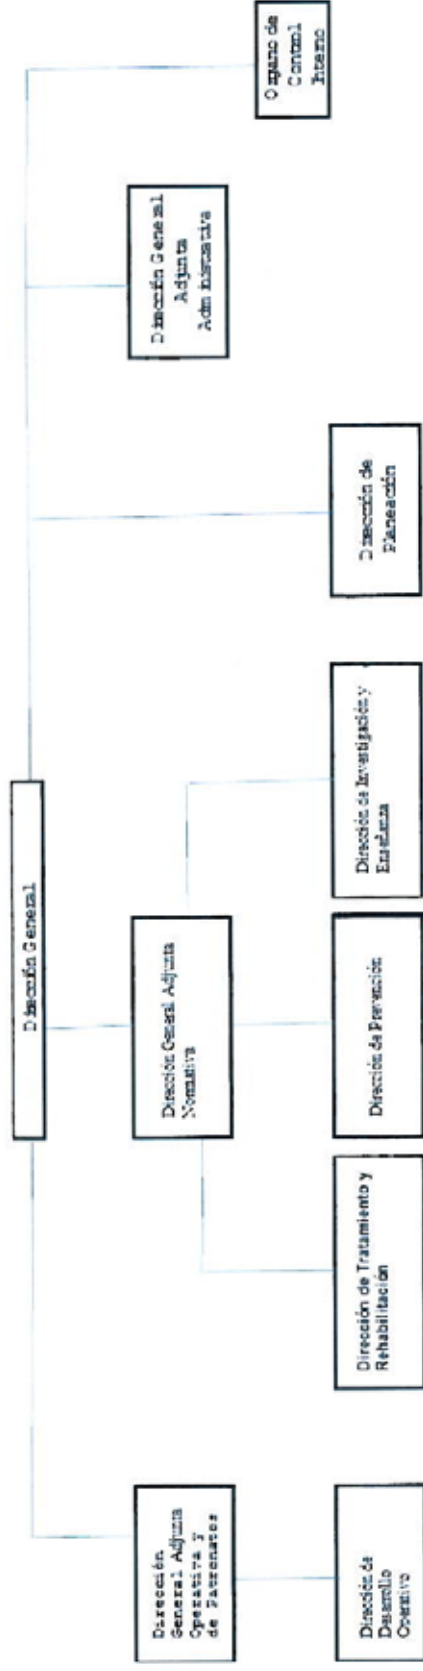 Dirección General
Dirección
General Adjunta
Operativa y
de Patronatos
Dirección General Adjunta
Normativa
Dirección General
Adjunta
Administrativa
Organo de
Control
Interno
Dirección de
Desarrollo
Operativo
Dirección de Tratamiento y
Rehabilitación
Dirección de Prevención
Dirección de Investigación y
Enseñanza
Dirección de
Planeación